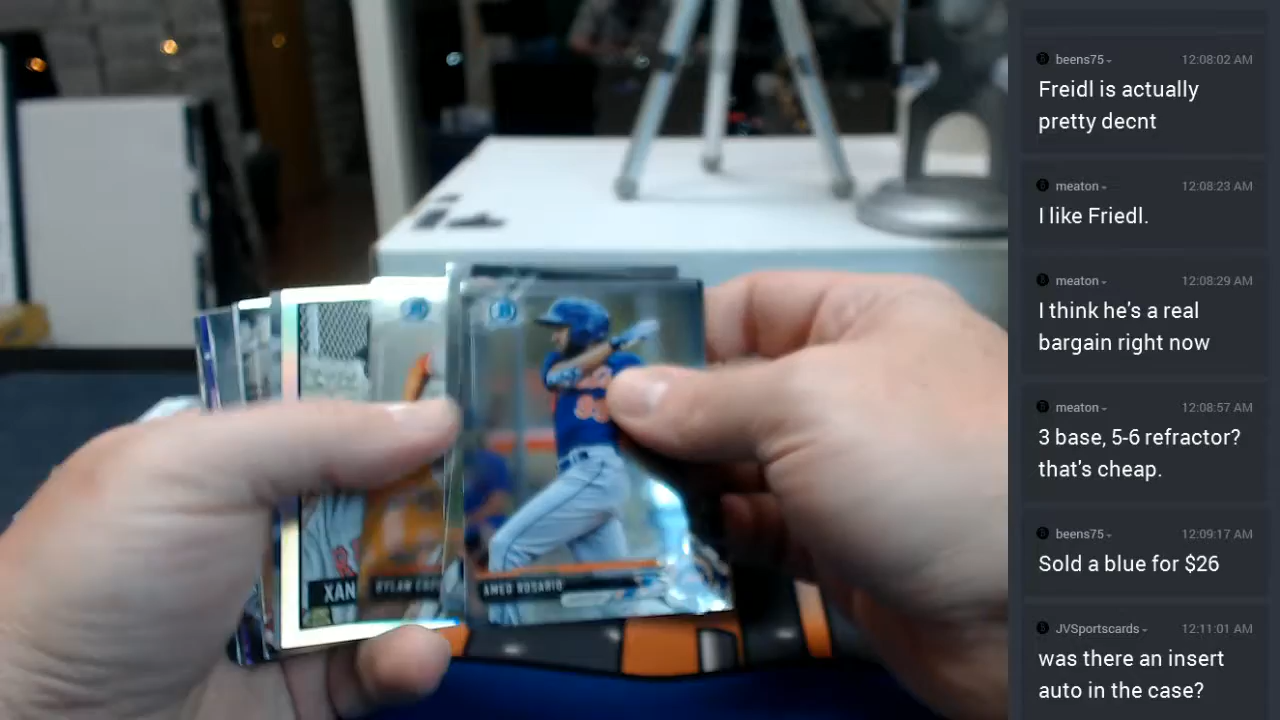 beens75
12:08:02 AM
Freidl is actually
pretty decnt
meaton
12:08:23 AM
I like Friedl.
meaton
12:08:29 AM
I think he's a real
bargain right now
meaton
12:08:57 AM
3 base, 5-6 refractor?
that's cheap.
beens75
12:09:17 AM
Sold a blue for $26
JVSportscards
12:11:01 AM
was there an insert
auto in the case?
XAN
DYLAN
AMED ROSARIO